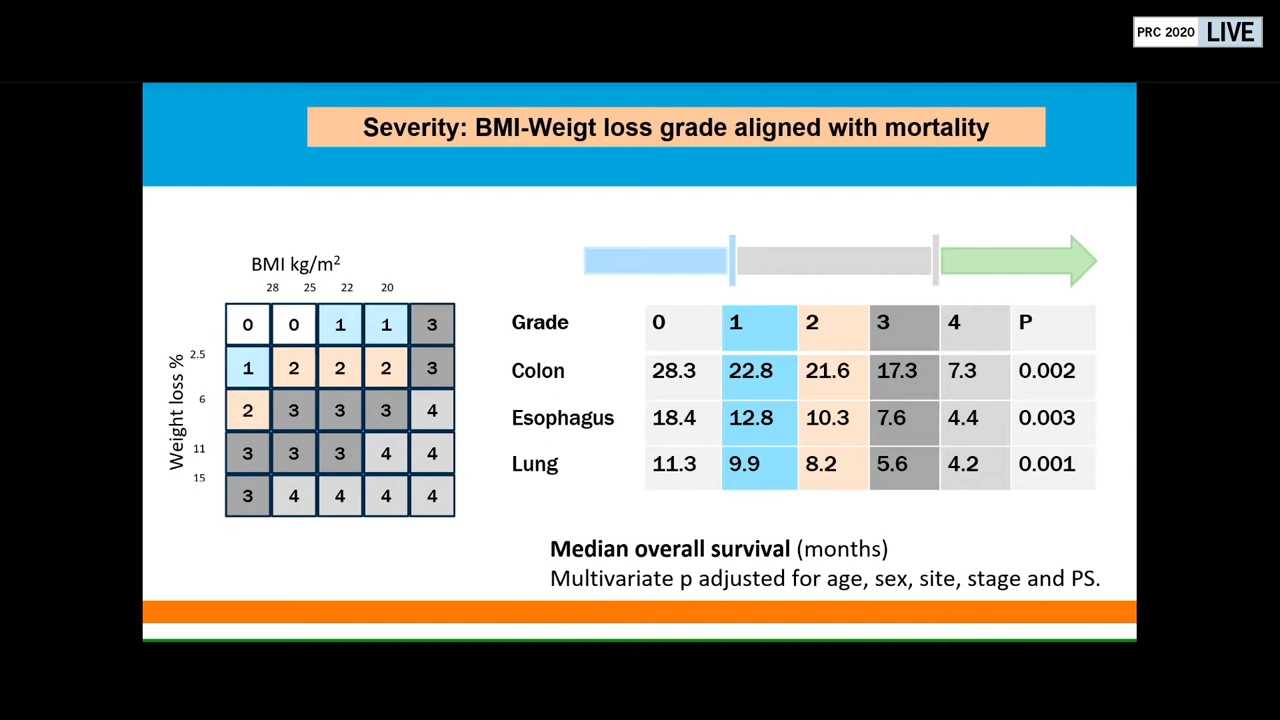 PRC 2020 LIVE
Severity: BMI-Weigt loss grade aligned with mortality
BMI kg/m²
28 25 22 20
Weight loss %
0 0 1 1 3
2.5
1 2 2 2 3
6
2 3 3 3 4
11
3 3 3 4 4
15
3 4 4 4 4
Grade 0 1 2 3 4 P
Colon 28.3 22.8 21.6 17.3 7.3 0.002
Esophagus 18.4 12.8 10.3 7.6 4.4 0.003
Lung 11.3 9.9 8.2 5.6 4.2 0.001
Median overall survival (months)
Multivariate p adjusted for age, sex, site, stage and PS.